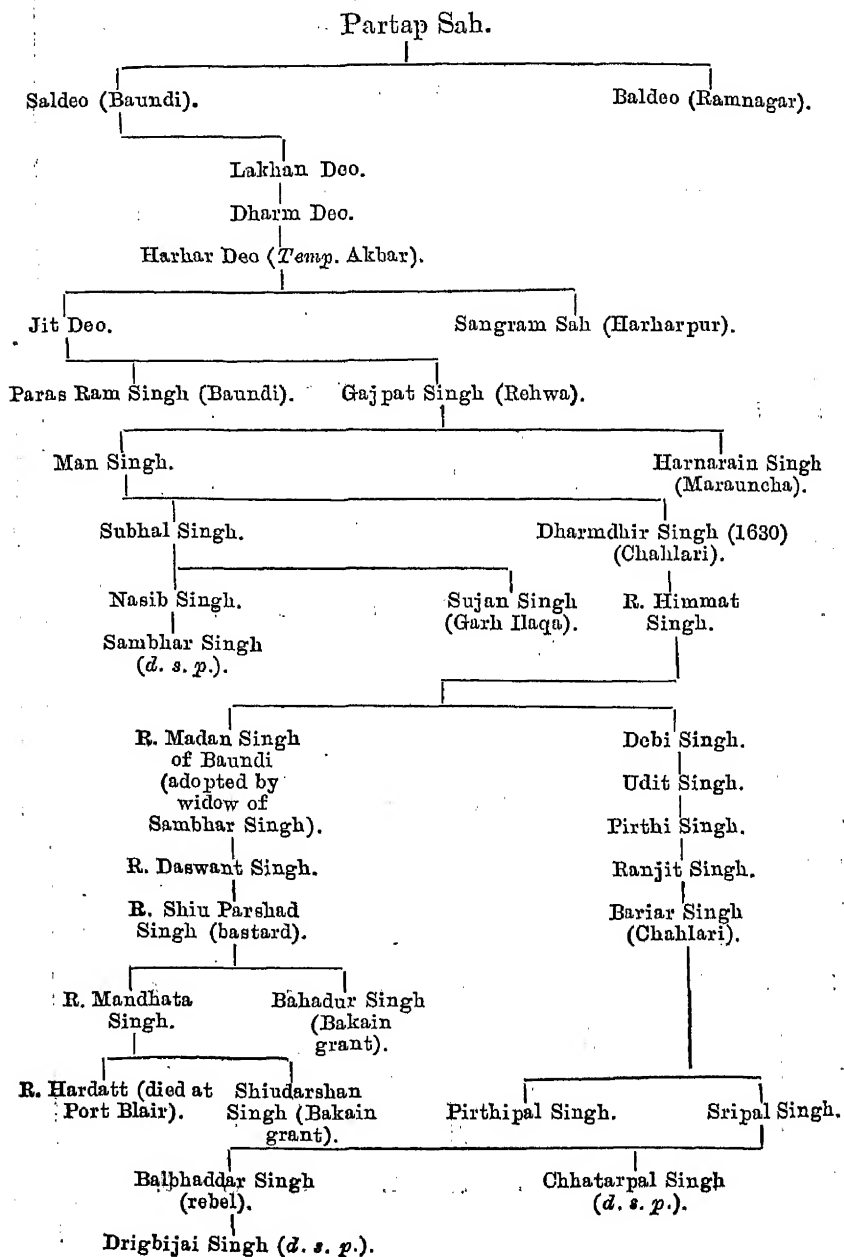 Partap Sah.
Saldeo (Baundi). Baldeo (Ramnagar).
Lakhan Deo.
Dharm Deo.
Harhar Deo (Temp. Akbar).
Jit Deo. Sangram Sah (Harharpur).
Paras Ram Singh (Baundi). Gajpat Singh (Rehwa).
Man Singh. Harnarain Singh
(Marauncha).
Subhal Singh. Dharmdhir Singh (1630)
(Chahlari).
Nasib Singh. Sujan Singh R. Himmat
(Garh Ilaqa). Singh.
Sambhar Singh
(d. s. p.).
R. Madan Singh Debi Singh.
of Baundi
(adopted by Udit Singh.
widow of
Sambhar Singh). Pirthi Singh.
R. Daswant Singh. Ranjit Singh.
R. Shiu Parshad Bariar Singh
Singh (bastard). (Chahlari).
R. Mandhata Bahadur Singh
Singh. (Bakain
grant).
R. Hardatt (died at Shiudarshan
Port Blair). Singh (Bakain Pirthipal Singh. Sripal Singh.
grant).
Balbhaddar Singh Chhatarpal Singh
(rebel). (d. s. p.).
Drigbijai Singh (d. s. p.).